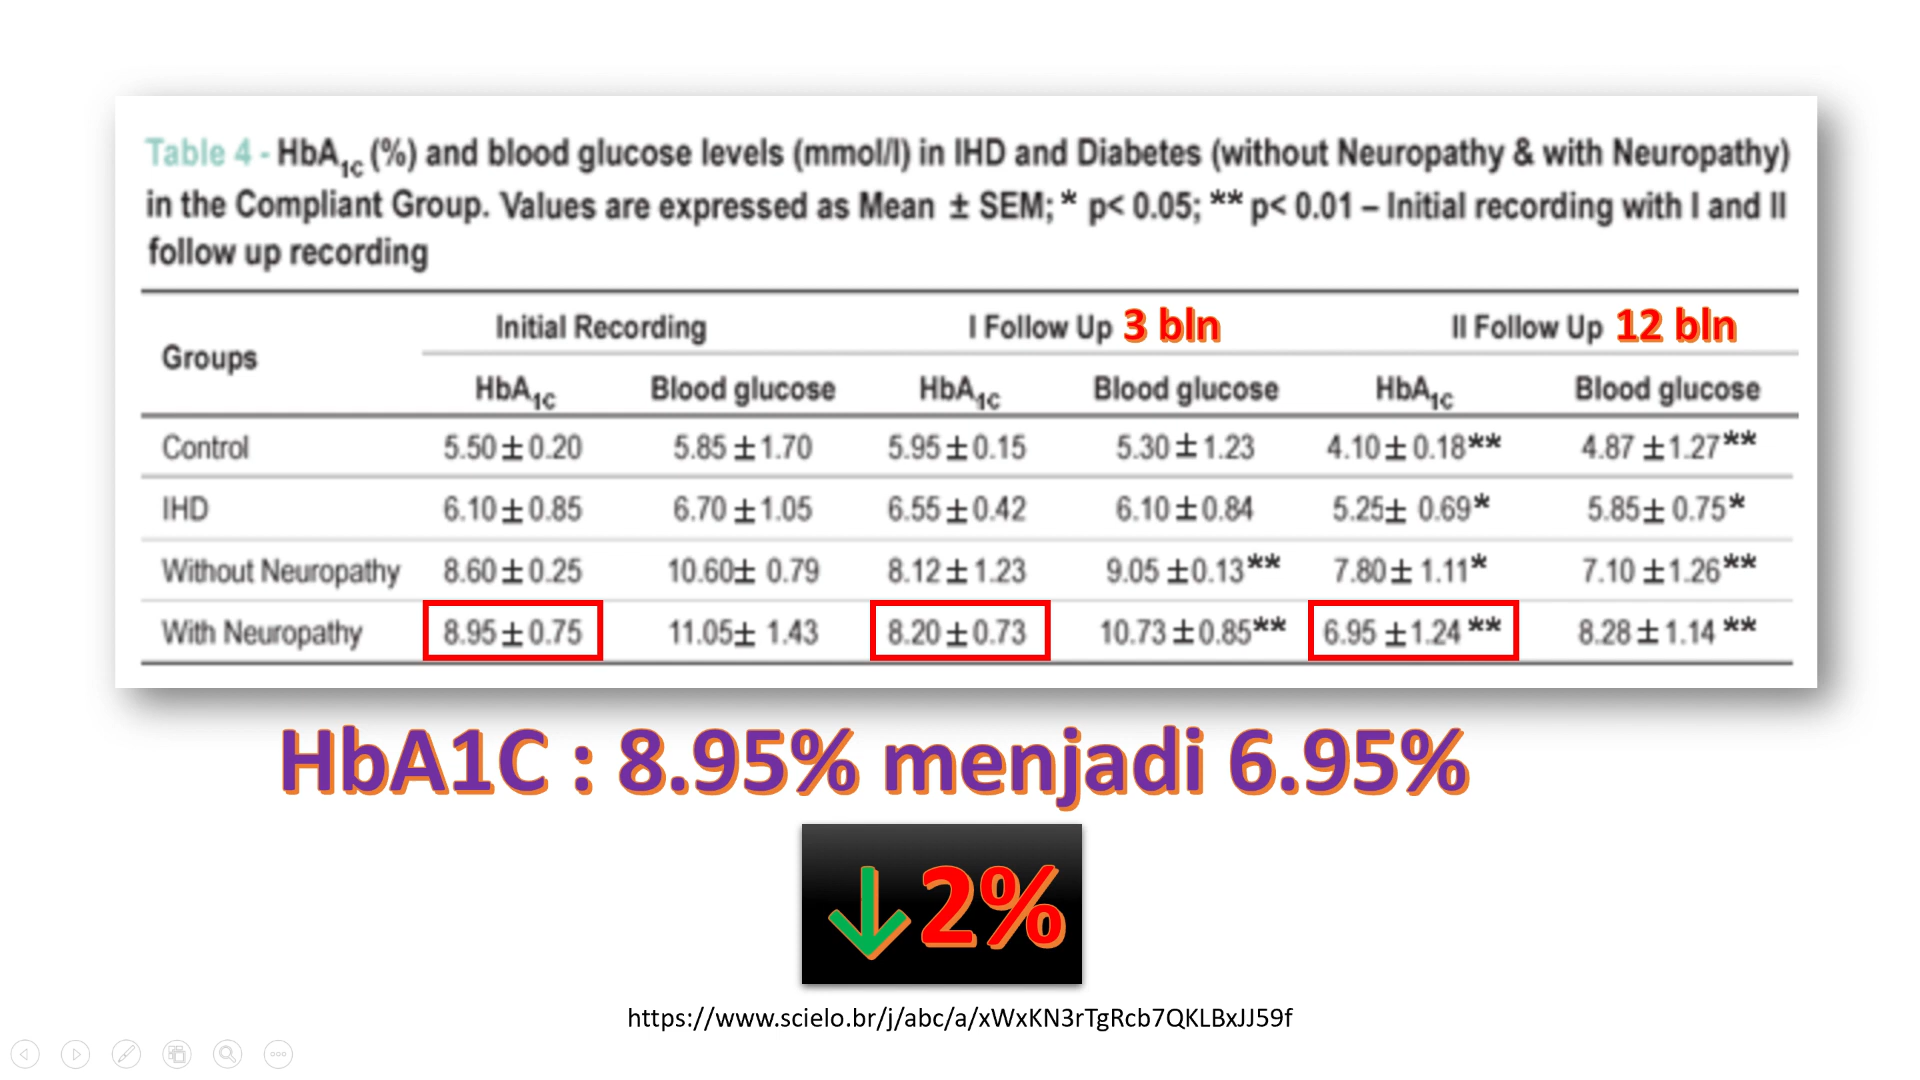 Table 4 - HbA1c (%) and blood glucose levels (mmol/l) in IHD and Diabetes (without Neuropathy & with Neuropathy)
in the Compliant Group. Values are expressed as Mean ± SEM; * p< 0.05; ** p< 0.01 – Initial recording with I and II
follow up recording
Groups Initial Recording I Follow Up 3 bln II Follow Up 12 bln
HbA1C Blood glucose HbA1C Blood glucose HbA1C Blood glucose
Control 5.50 ± 0.20 5.85 ± 1.70 5.95 ± 0.15 5.30 ± 1.23 4.10 ± 0.18** 4.87 ±1.27**
IHD 6.10 ± 0.85 6.70 ±1.05 6.55 ± 0.42 6.10 ± 0.84 5.25± 0.69* 5.85± 0.75*
Without Neuropathy 8.60 ± 0.25 10.60± 0.79 8.12 ± 1.23 9.05 ±0.13** 7.80± 1.11* 7.10 ±1.26**
With Neuropathy 8.95 ± 0.75 11.05± 1.43 8.20 ± 0.73 10.73 ±0.85** 6.95 ±1.24** 8.28 ± 1.14**
HbA1C : 8.95% menjadi 6.95%
↓2%
https://www.scielo.br/j/abc/a/xWxKN3rTgRcb7QKLBxJJ59f